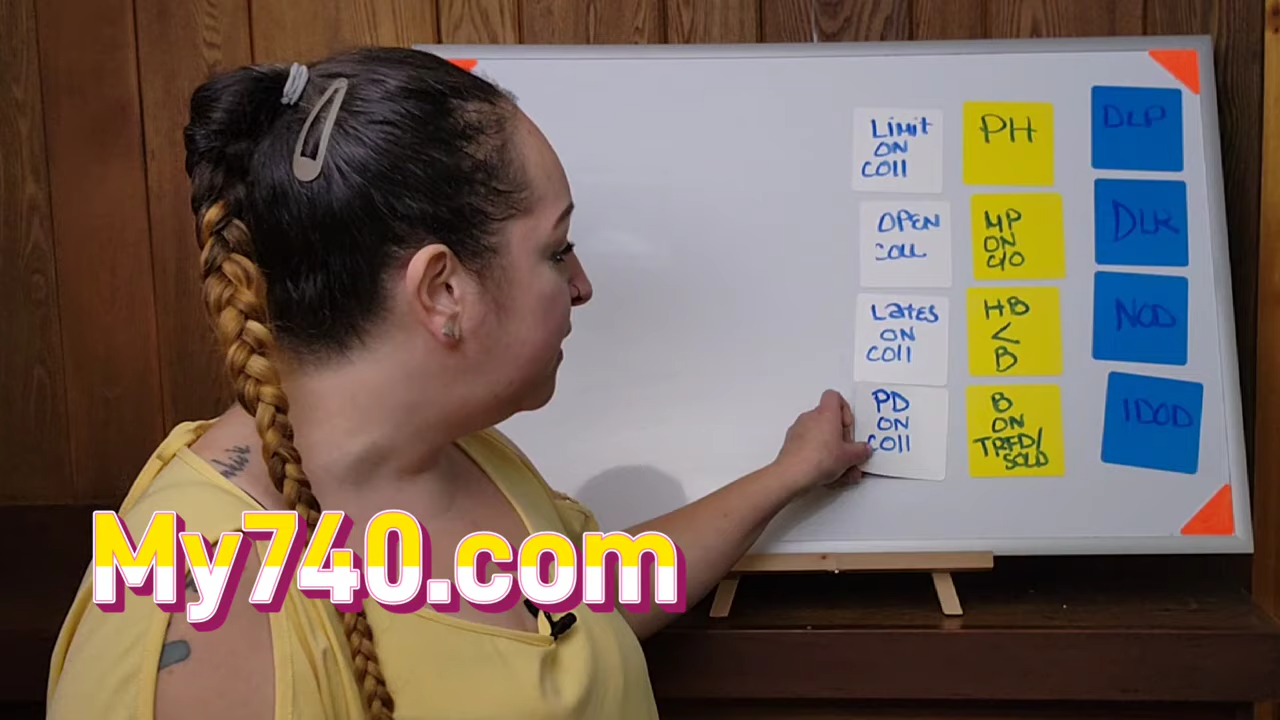 Limit
ON
COll
OPEN
COLL
Lates
ON
COll
PD
ON
COll
PH
MP
ON
C/O
HB
<
B
B
ON
TRFD/
SOLD
DLP
DLR
NOD
IDOD
My740.com